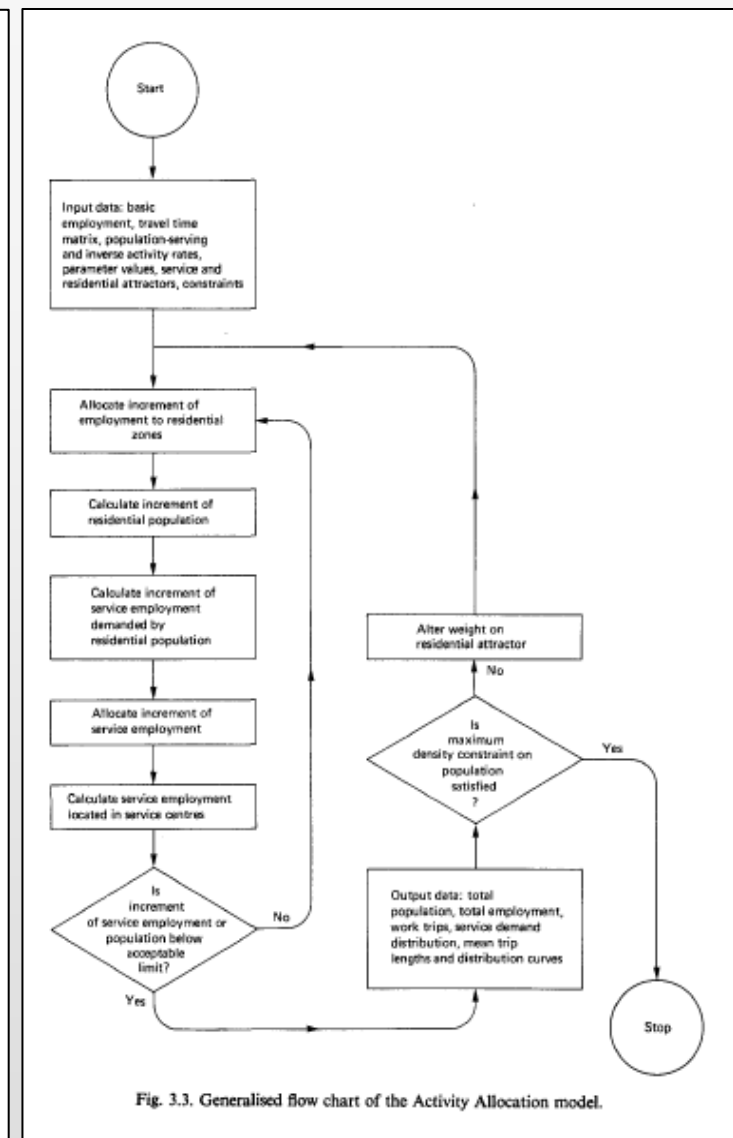 Start
Input data: basic
employment, travel time
matrix, population-serving
and inverse activity rates,
parameter values, service and
residential attractors, constraints
Allocate increment of
employment to residential
zones
Calculate increment of
residential population
Calculate increment of
service employment
demanded by
residential population
Allocate increment of
service employment
Calculate service employment
located in service centres
Is
increment
of service employment or
population below
acceptable
limit?
No
Yes
Output data: total
population, total employment,
work trips, service demand
distribution, mean trip
lengths and distribution curves
Is
maximum
density constraint on
population
satisfied
?
No
Yes
Alter weight on
residential attractor
Stop
Fig. 3.3. Generalised flow chart of the Activity Allocation model.